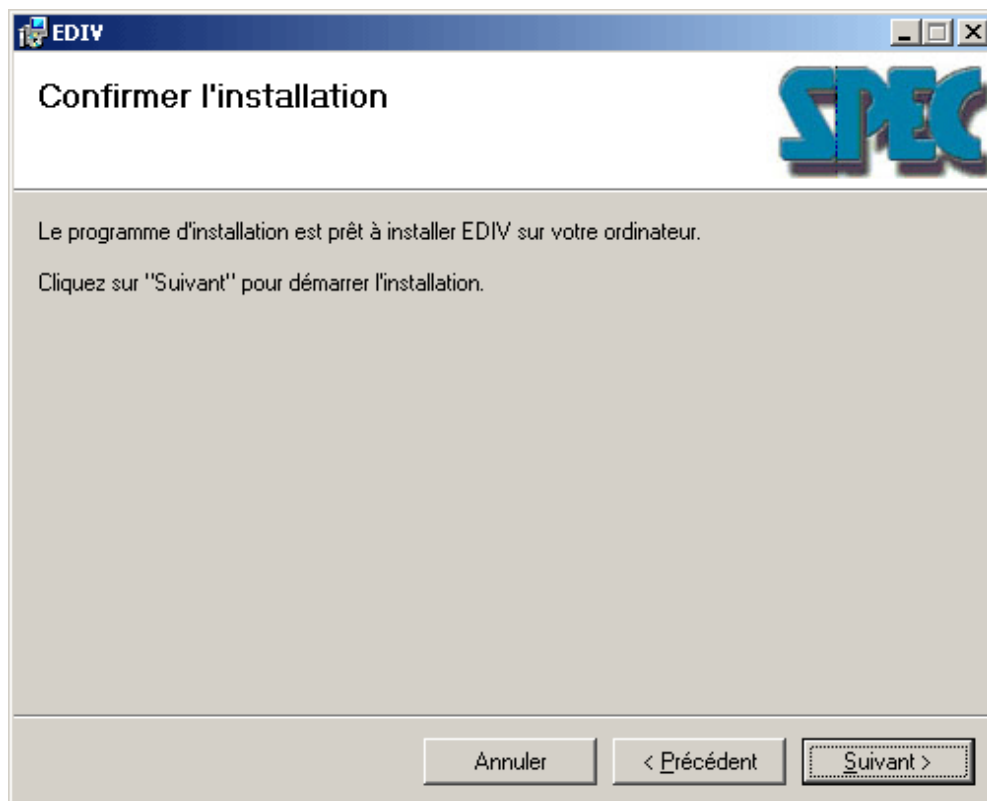 EDIV
Confirmer l'installation
SPEC
Le programme d'installation est prêt à installer EDIV sur votre ordinateur.
Cliquez sur "Suivant" pour démarrer l'installation.
Annuler
< Précédent
Suivant >